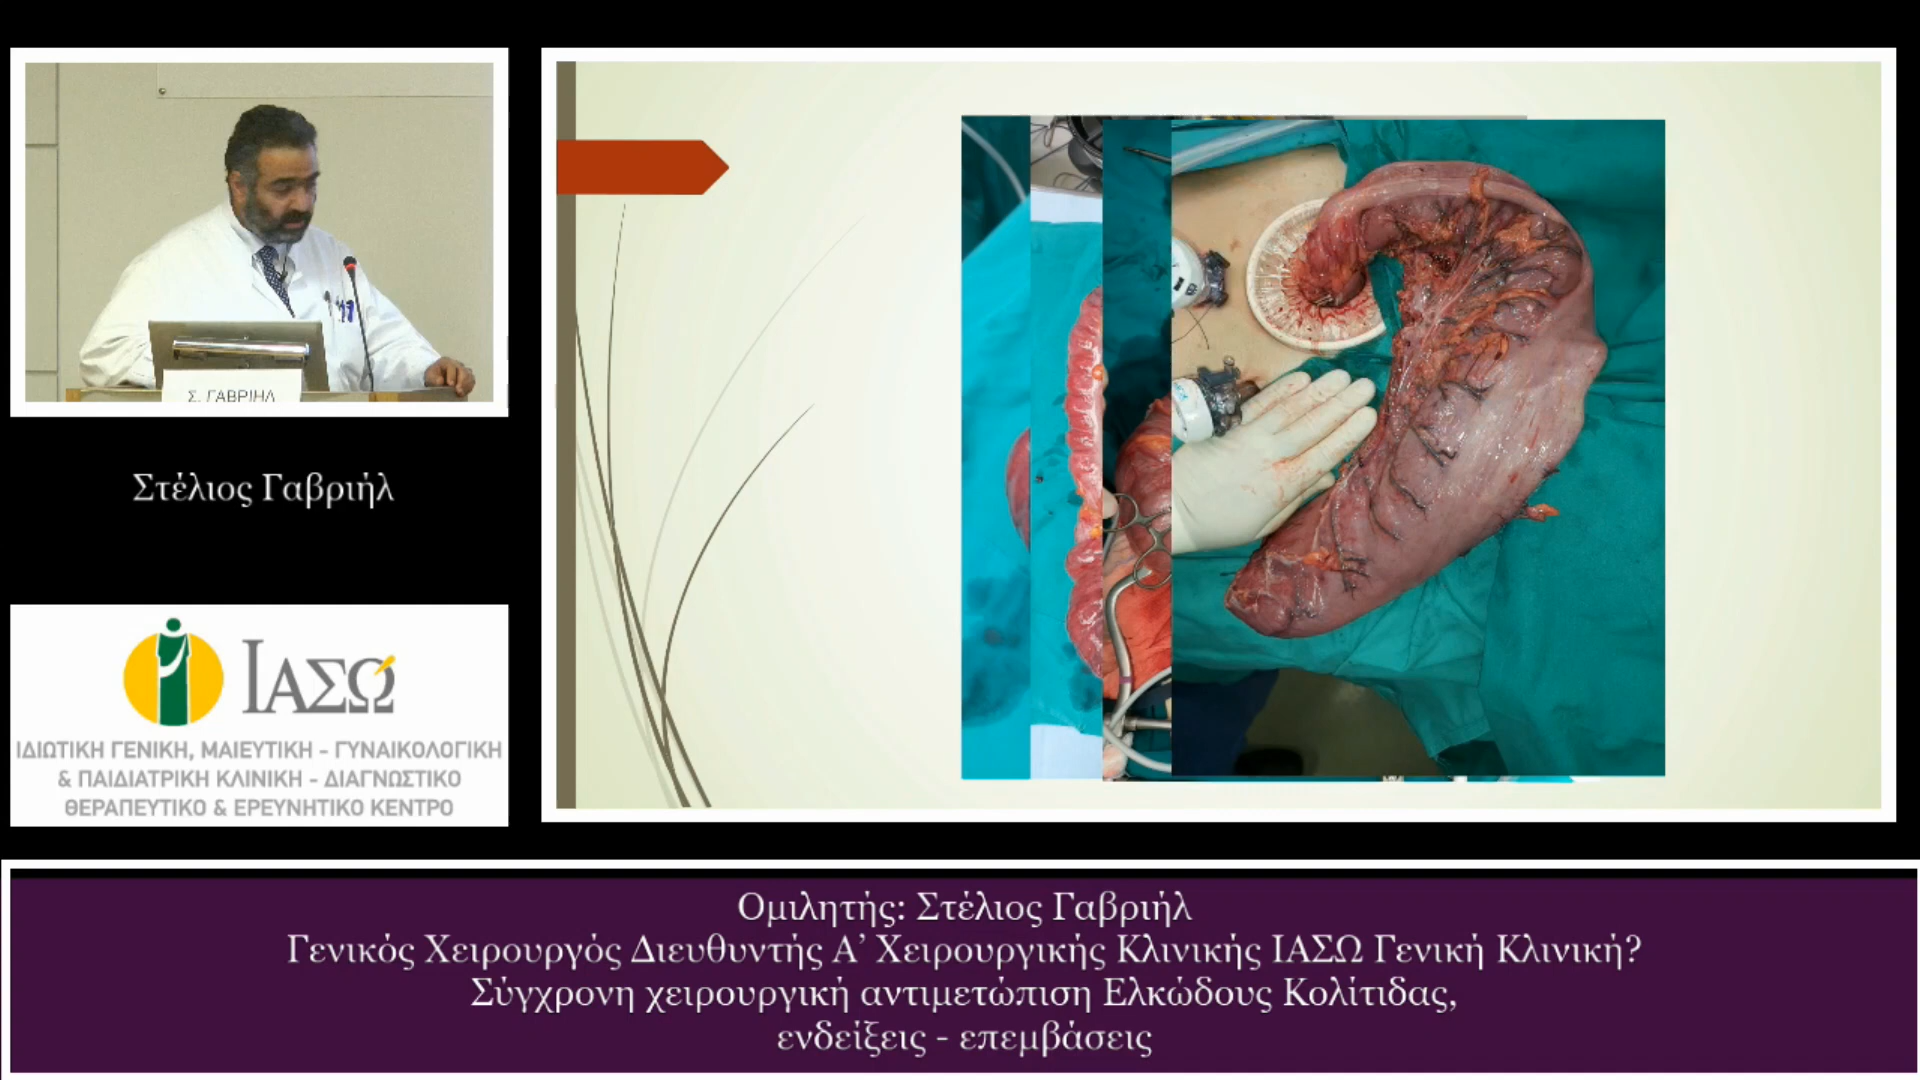 Σ. ΓΑΒΡΙΗΛ
Στέλιος Γαβριήλ
ΙΑΣΩ
ΙΔΙΩΤΙΚΗ ΓΕΝΙΚΗ, ΜΑΙΕΥΤΙΚΗ - ΓΥΝΑΙΚΟΛΟΓΙΚΗ
& ΠΑΙΔΙΑΤΡΙΚΗ ΚΛΙΝΙΚΗ - ΔΙΑΓΝΩΣΤΙΚΟ
ΘΕΡΑΠΕΥΤΙΚΟ & ΕΡΕΥΝΗΤΙΚΟ ΚΕΝΤΡΟ
Ομιλητής: Στέλιος Γαβριήλ
Γενικός Χειρουργός Διευθυντής Α’ Χειρουργικής Κλινικής ΙΑΣΩ Γενική Κλινική?
Σύγχρονη χειρουργική αντιμετώπιση Ελκώδους Κολίτιδας,
ενδείξεις - επεμβάσεις